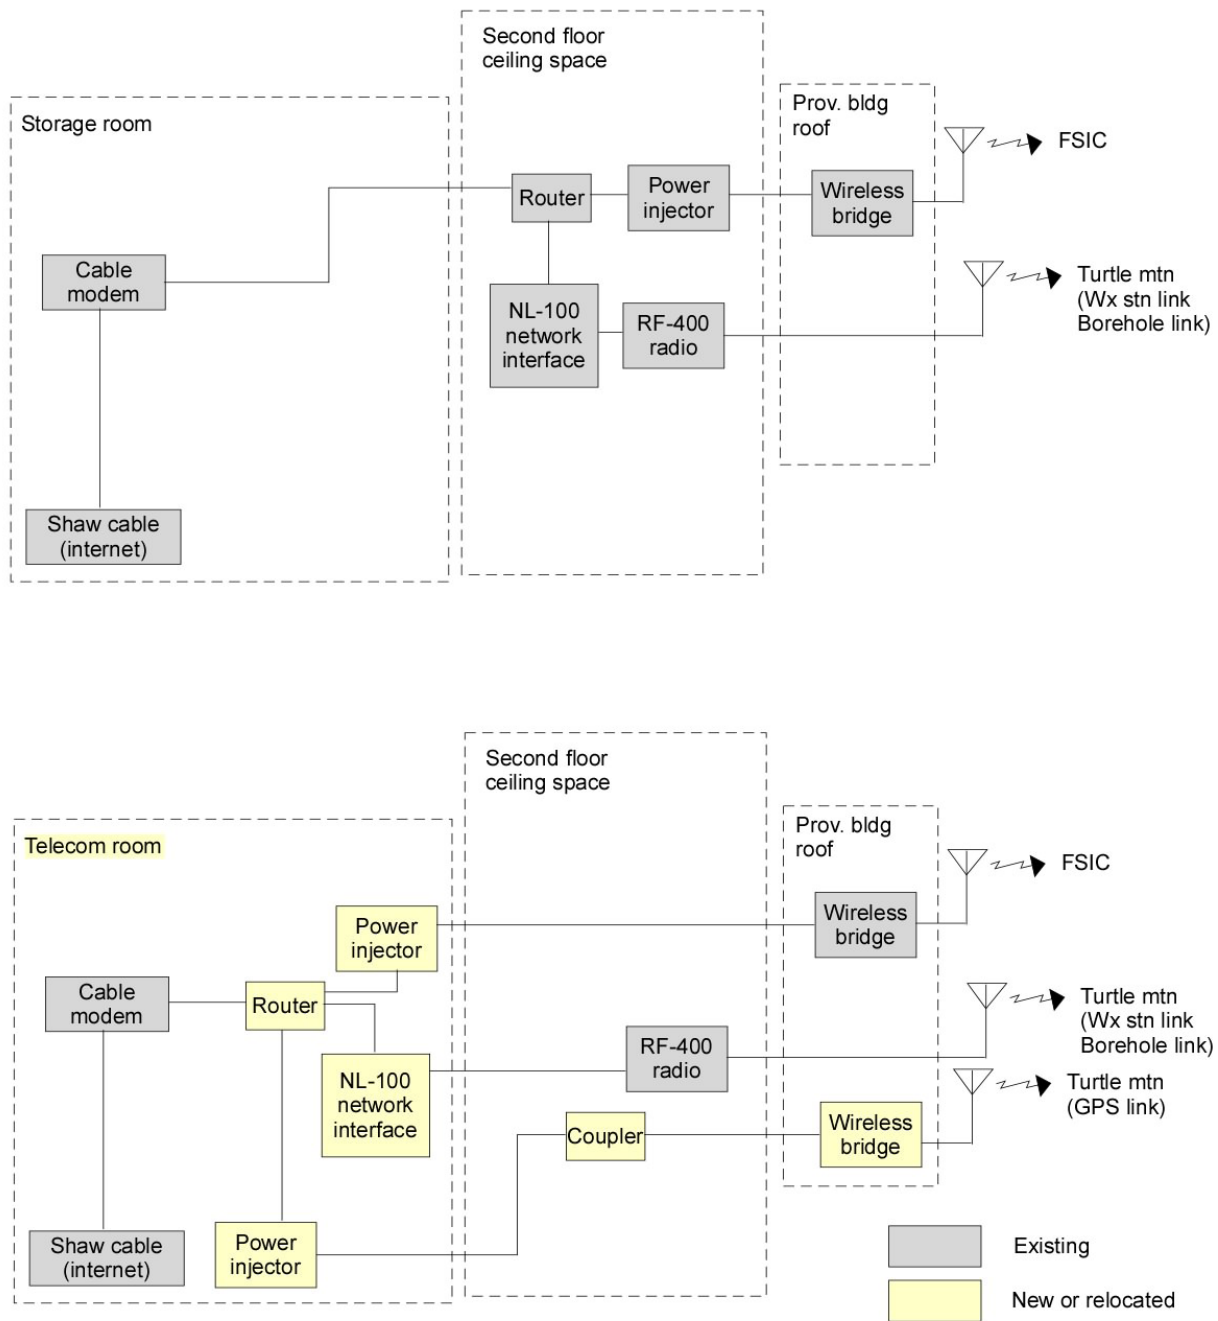 Second floor
ceiling space
Prov. bldg
roof
Storage room
FSIC
Router
Power
injector
Wireless
bridge
Cable
modem
Turtle mtn
(Wx stn link
Borehole link)
NL-100
network
interface
RF-400
radio
Shaw cable
(internet)
Second floor
ceiling space
Prov. bldg
roof
Telecom room
FSIC
Power
injector
Wireless
bridge
Cable
modem
Router
Turtle mtn
(Wx stn link
Borehole link)
RF-400
radio
NL-100
network
interface
Turtle mtn
(GPS link)
Coupler
Wireless
bridge
Shaw cable
(internet)
Power
injector
Existing
New or relocated